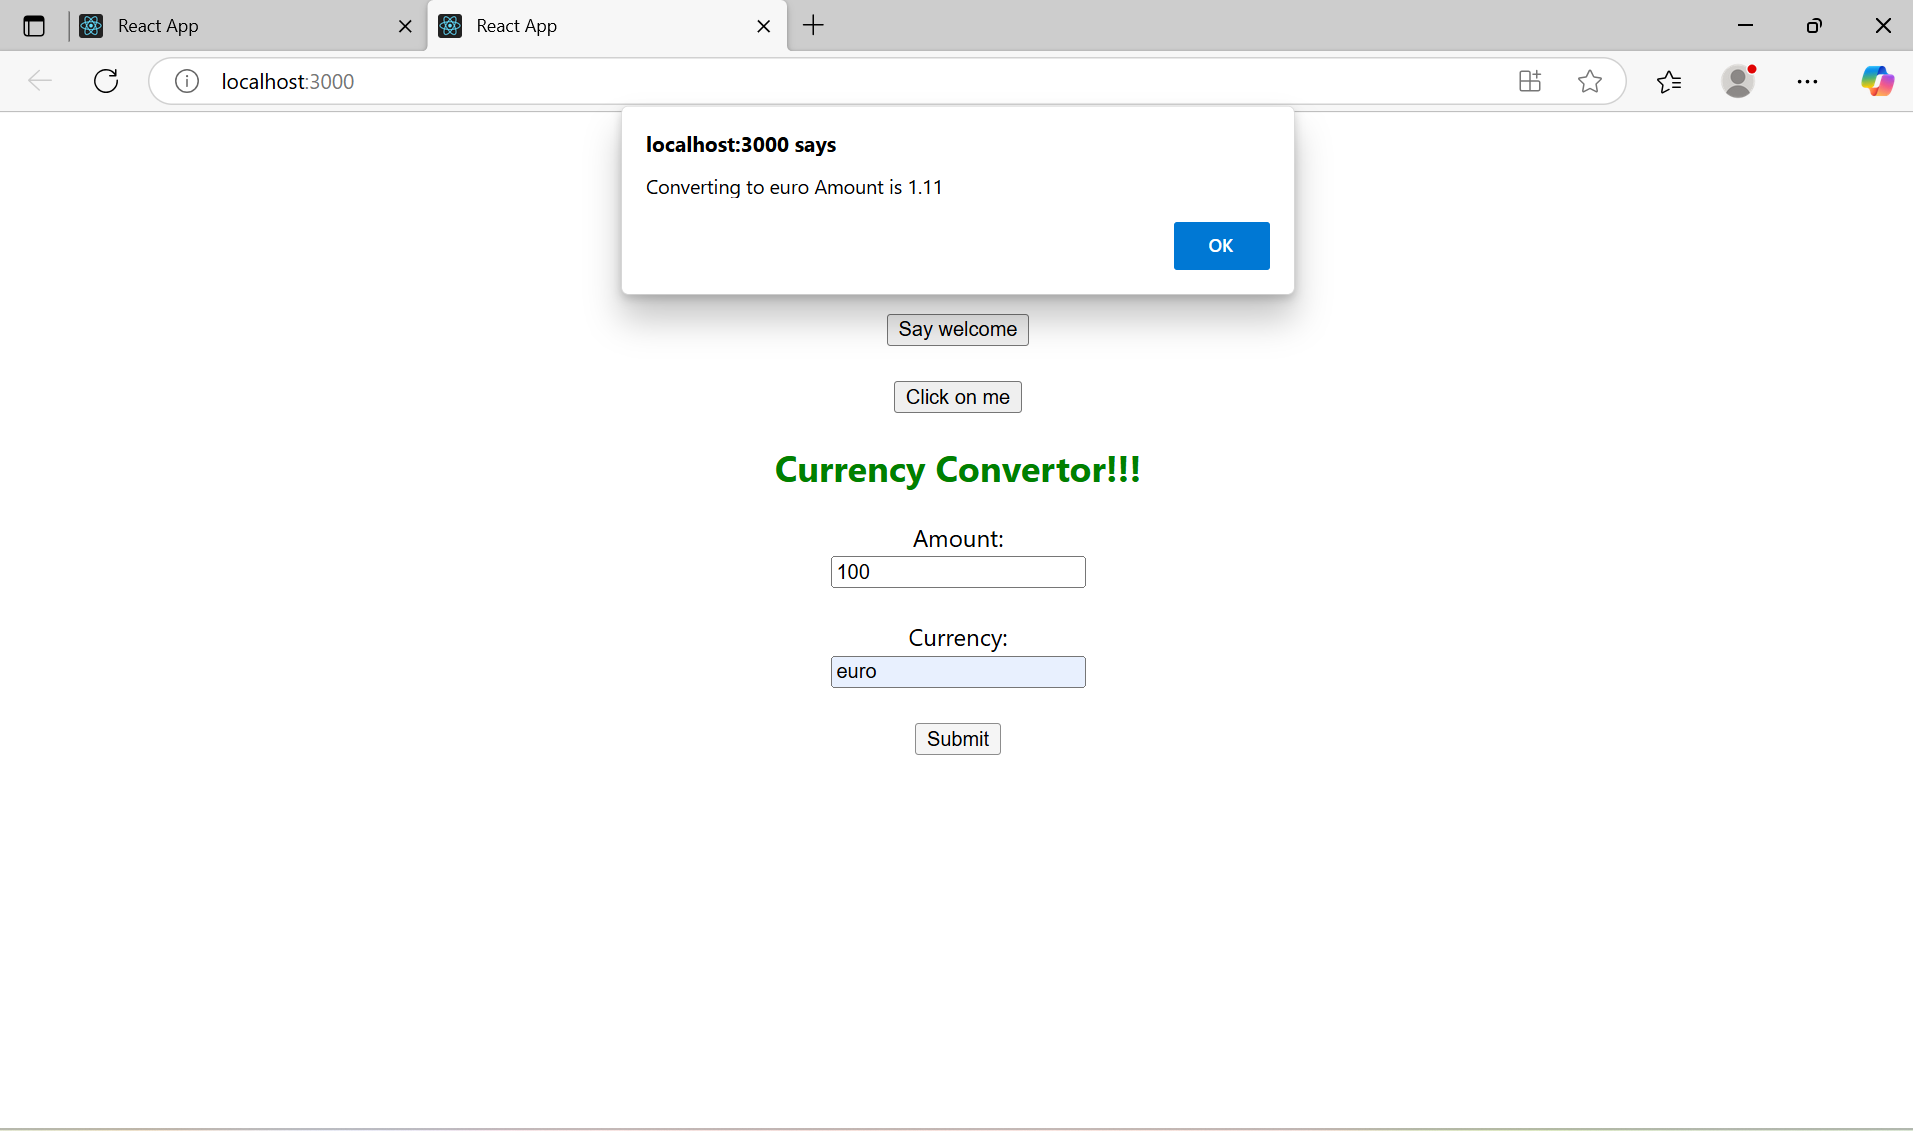 React App
React App
localhost:3000
localhost:3000 says
Converting to euro Amount is 1.11
OK
Say welcome
Click on me
Currency Convertor!!!
Amount:
100
Currency:
euro
Submit